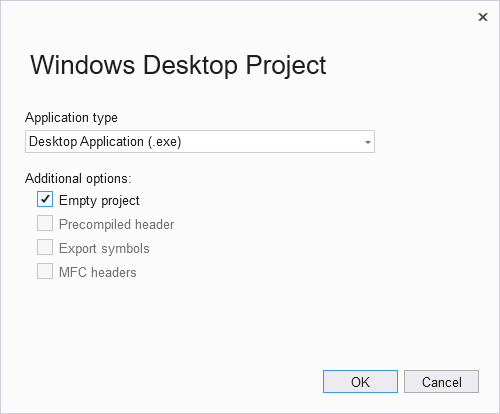 Windows Desktop Project
Application type
Desktop Application (.exe)
Additional options:
Empty project
Precompiled header
Export symbols
MFC headers
OK
Cancel